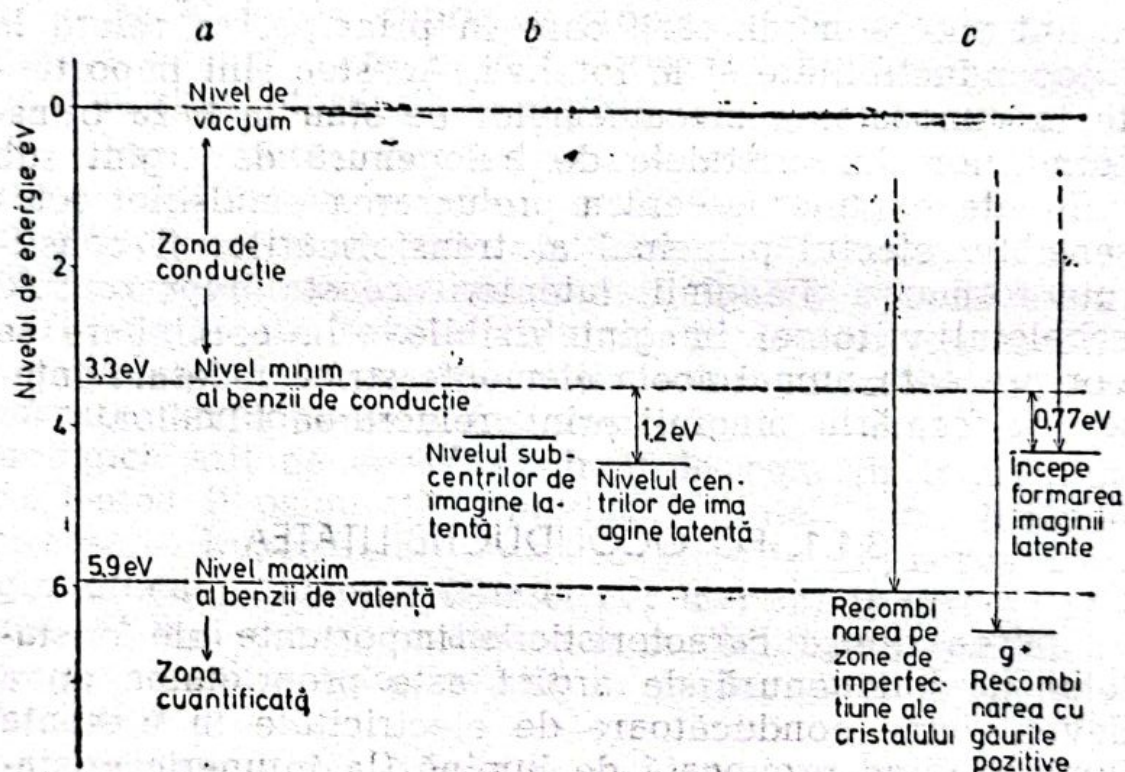 a
b
c
Nivelul de energie, eV
0
2
4
6
Nivel de
vacuum
Zona de
conducție
3,3eV
Nivel minim
al benzii de conducție
5,9eV
Nivel maxim
al benzii de valență
Zona
cuantificată
Nivelul sub-
centrilor de
imagine la-
tentă
1,2eV
Nivelul cen-
trilor de ima
agine latentă
0,77eV
Începe
formarea
imaginii
latente
Recombi
narea pe
zone de
imperfec-
tiune ale
cristalului
g+
Recombi
narea cu
găurile
pozitive